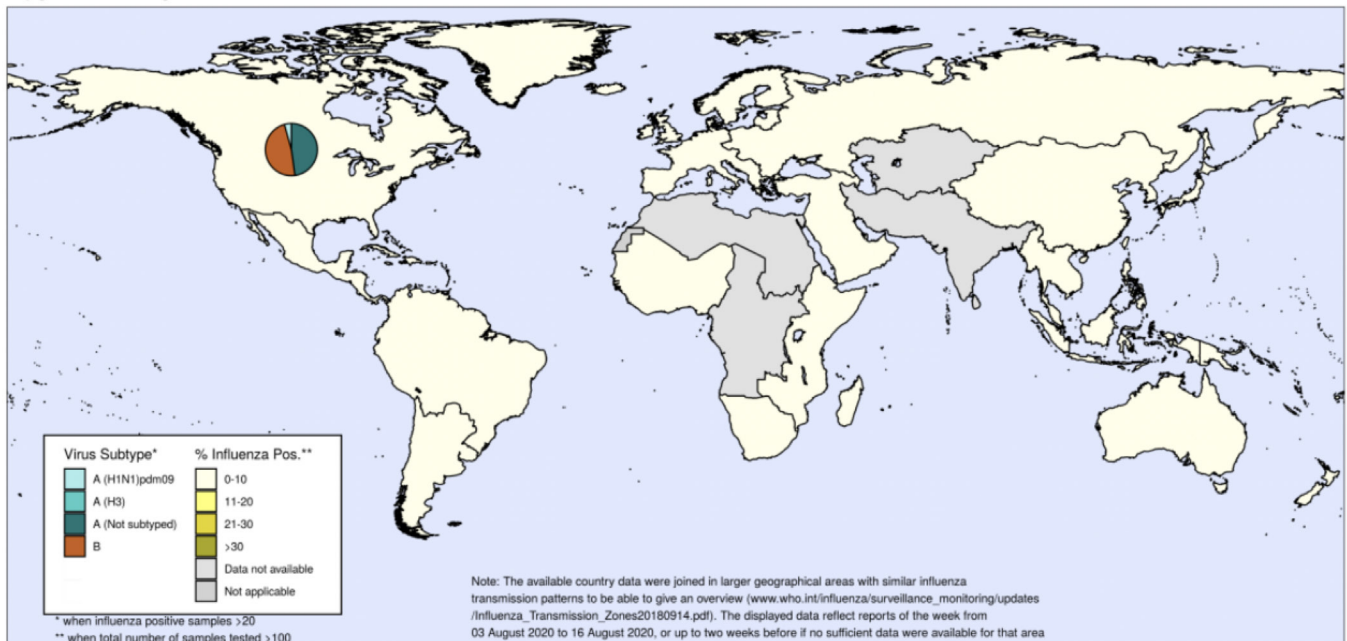 Virus Subtype*
A (H1N1)pdm09
A (H3)
A (Not subtyped)
B
% Influenza Pos.**
0-10
11-20
21-30
>30
Data not available
Not applicable
* when influenza positive samples >20
** when total number of samples tested >100
Note: The available country data were joined in larger geographical areas with similar influenza
transmission patterns to be able to give an overview (www.who.int/influenza/surveillance_monitoring/updates
/Influenza_Transmission_Zones20180914.pdf). The displayed data reflect reports of the week from
03 August 2020 to 16 August 2020, or up to two weeks before if no sufficient data were available for that area